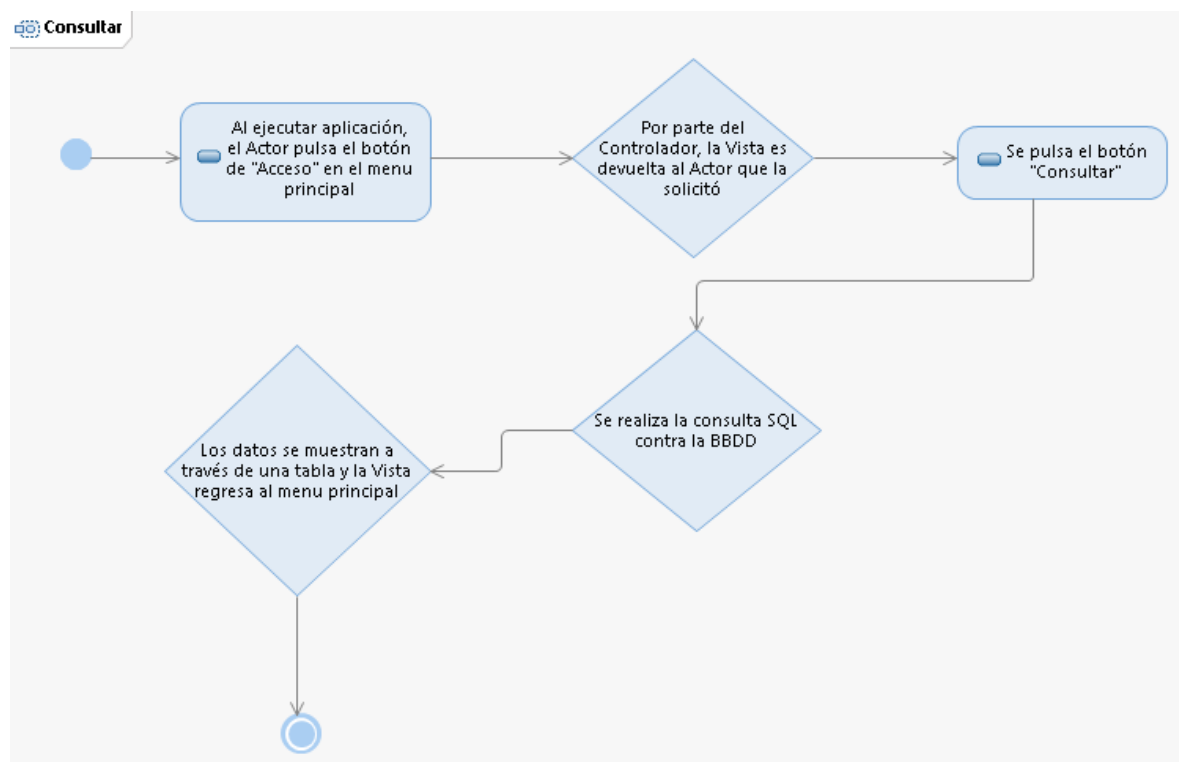 Consultar
Al ejecutar aplicación,
el Actor pulsa el botón
de "Acceso" en el menu
principal
Por parte del
Controlador, la Vista es
devuelta al Actor que la
solicitó
Se pulsa el botón
"Consultar"
Se realiza la consulta SQL
contra la BBDD
Los datos se muestran a
través de una tabla y la Vista
regresa al menu principal